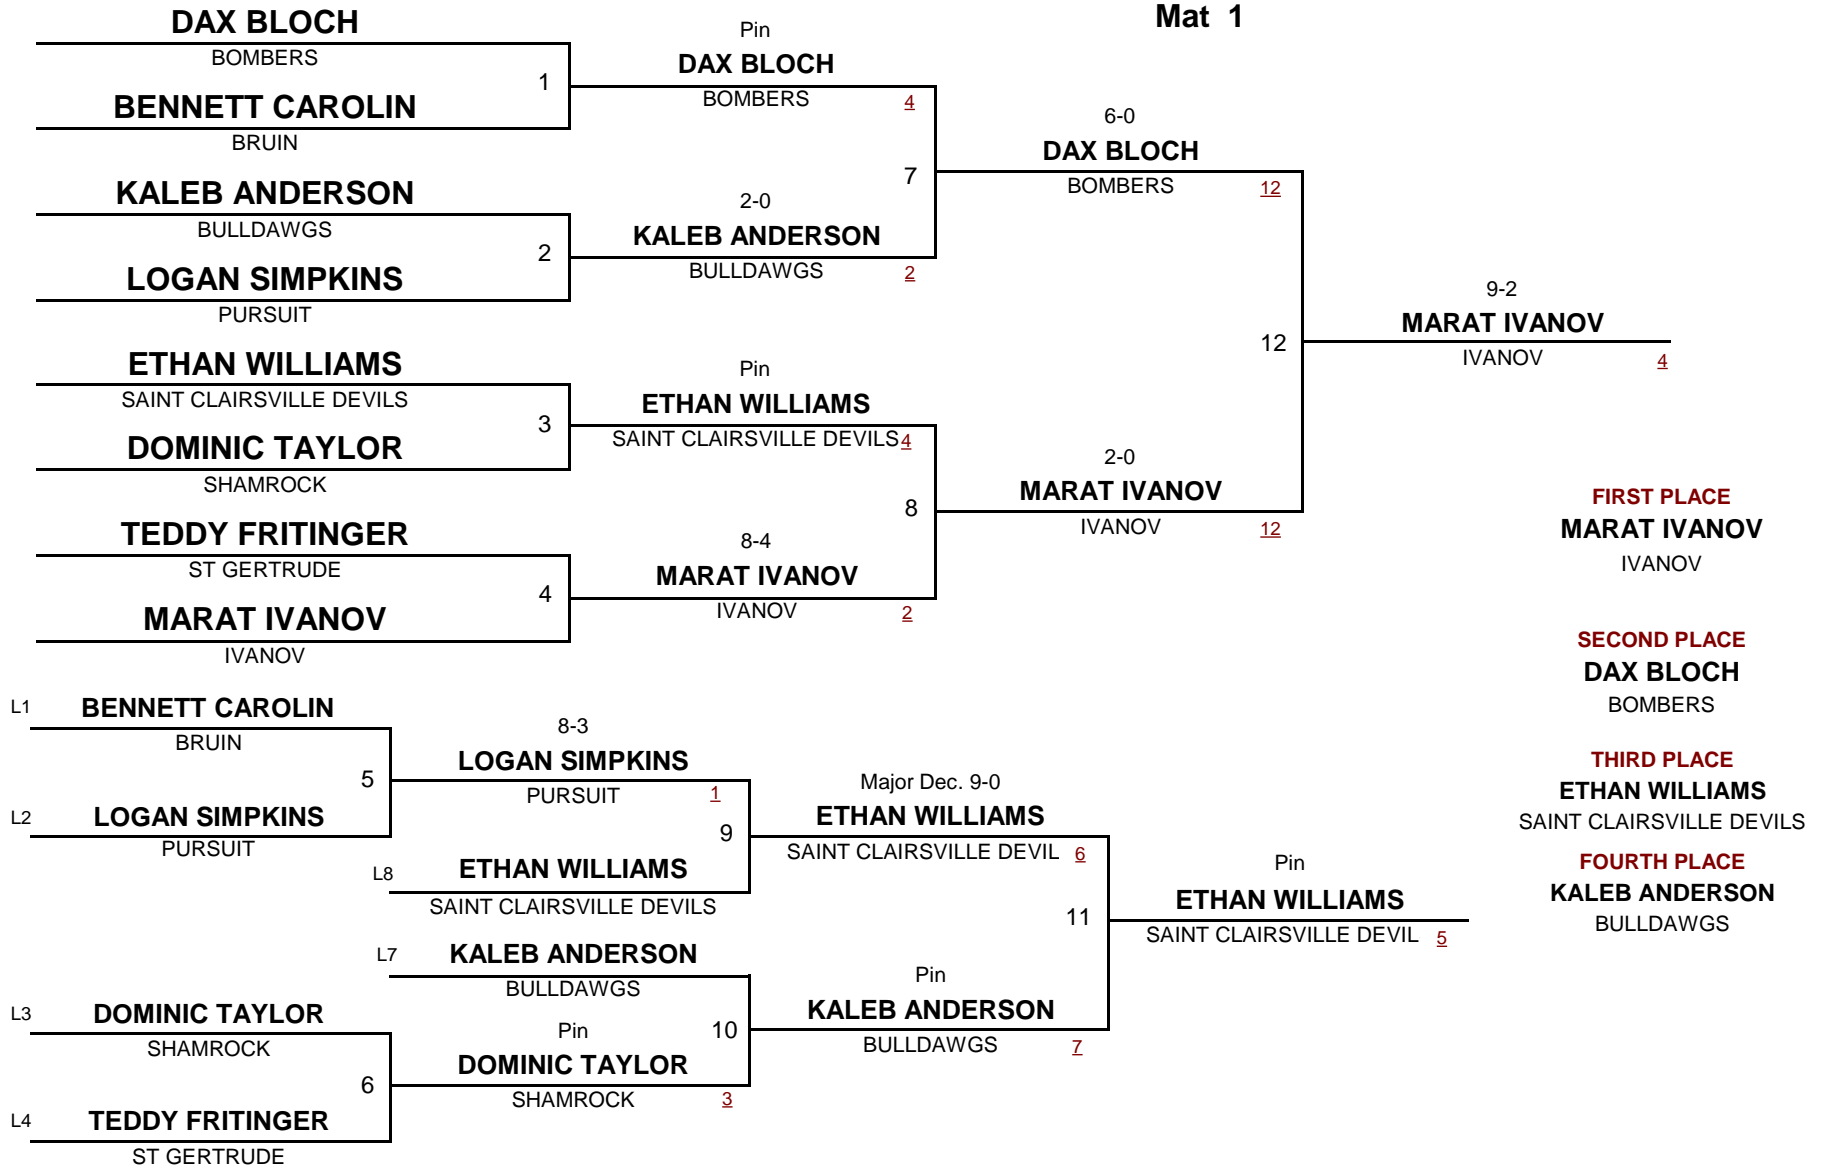 Mat 1
DAX BLOCH
BOMBERS
1
BENNETT CAROLIN
BRUIN
KALEB ANDERSON
BULLDAWGS
2
LOGAN SIMPKINS
PURSUIT
ETHAN WILLIAMS
SAINT CLAIRSVILLE DEVILS
3
DOMINIC TAYLOR
SHAMROCK
TEDDY FRITINGER
ST GERTRUDE
4
MARAT IVANOV
IVANOV
Pin
DAX BLOCH
BOMBERS 4
7
2-0
KALEB ANDERSON
BULLDAWGS 2
Pin
ETHAN WILLIAMS
SAINT CLAIRSVILLE DEVILS 4
8
8-4
MARAT IVANOV
IVANOV 2
6-0
DAX BLOCH
BOMBERS 12
12
2-0
MARAT IVANOV
IVANOV 12
9-2
MARAT IVANOV
IVANOV 4
L1 BENNETT CAROLIN
BRUIN
5
L2 LOGAN SIMPKINS
PURSUIT
L3 DOMINIC TAYLOR
SHAMROCK
6
L4 TEDDY FRITINGER
ST GERTRUDE
8-3
LOGAN SIMPKINS
PURSUIT 1
9
L8 ETHAN WILLIAMS
SAINT CLAIRSVILLE DEVILS
L7 KALEB ANDERSON
BULLDAWGS
10
Pin
DOMINIC TAYLOR
SHAMROCK 3
Major Dec. 9-0
ETHAN WILLIAMS
SAINT CLAIRSVILLE DEVIL 6
11
Pin
KALEB ANDERSON
BULLDAWGS 7
Pin
ETHAN WILLIAMS
SAINT CLAIRSVILLE DEVIL 5
FIRST PLACE
MARAT IVANOV
IVANOV
SECOND PLACE
DAX BLOCH
BOMBERS
THIRD PLACE
ETHAN WILLIAMS
SAINT CLAIRSVILLE DEVILS
FOURTH PLACE
KALEB ANDERSON
BULLDAWGS